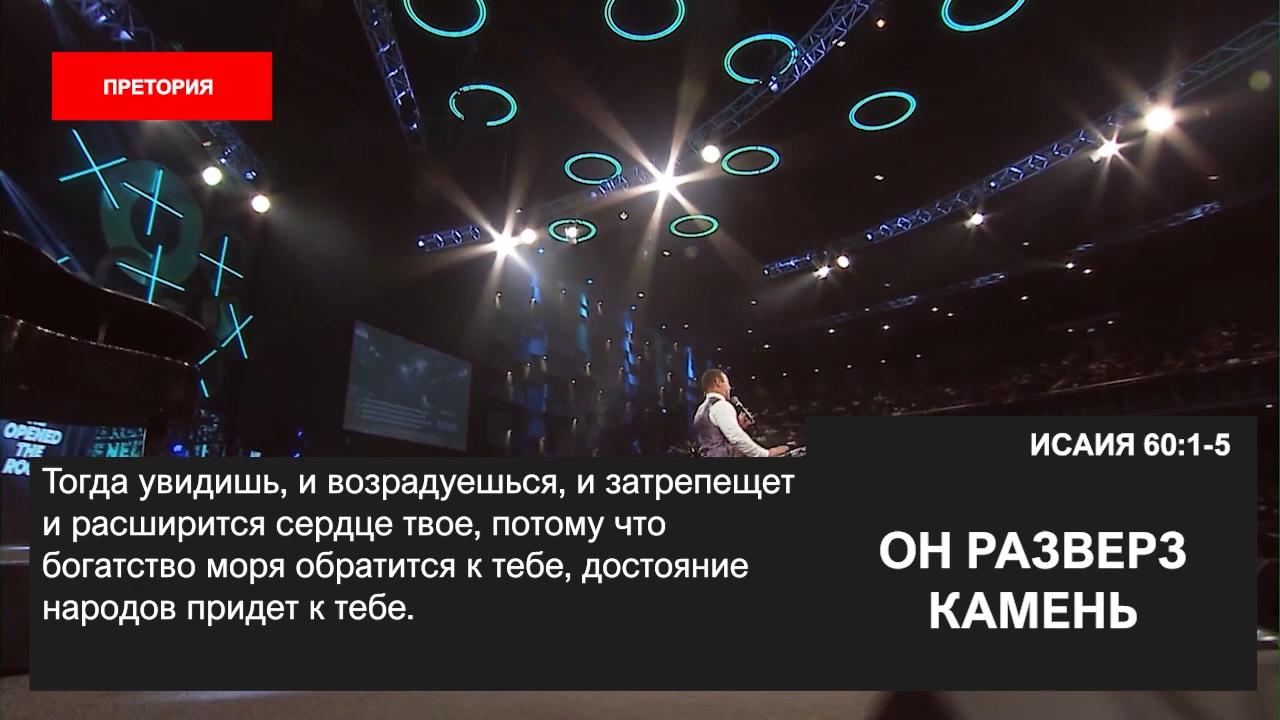 ПРЕТОРИЯ
ИСАИЯ 60:1-5
Тогда увидишь, и возрадуешься, и затрепещет
и расширится сердце твое, потому что
богатство моря обратится к тебе, достояние
народов придет к тебе.
ОН РАЗВЕРЗ
КАМЕНЬ
OPENED
THE